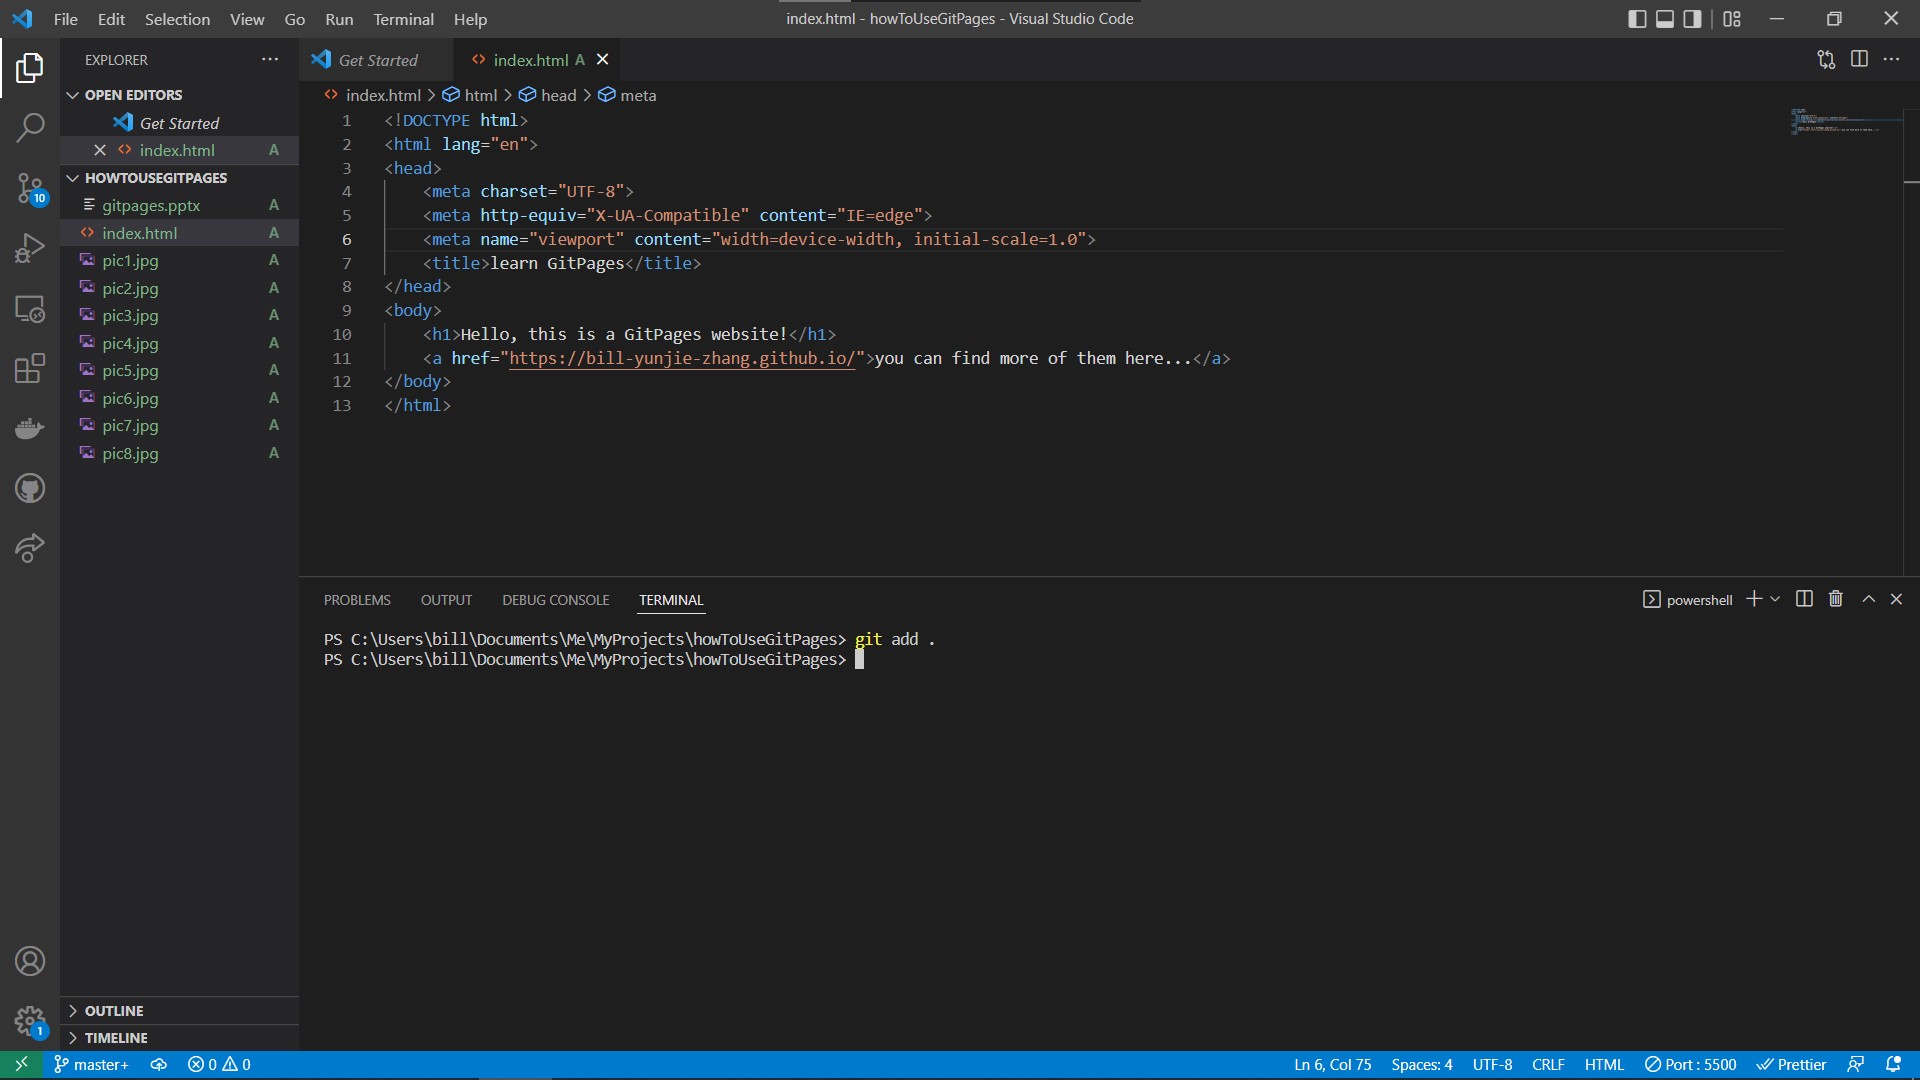 File Edit Selection View Go Run Terminal Help
index.html - howToUseGitPages - Visual Studio Code
EXPLORER
OPEN EDITORS
Get Started
index.html A
HOWTOUSEGITPAGES
gitpages.pptx A
index.html A
pic1.jpg A
pic2.jpg A
pic3.jpg A
pic4.jpg A
pic5.jpg A
pic6.jpg A
pic7.jpg A
pic8.jpg A
OUTLINE
TIMELINE
10
1
Get Started
index.html A
index.html > html > head > meta
1 <!DOCTYPE html>
2 <html lang="en">
3 <head>
4 <meta charset="UTF-8">
5 <meta http-equiv="X-UA-Compatible" content="IE=edge">
6 <meta name="viewport" content="width=device-width, initial-scale=1.0">
7 <title>learn GitPages</title>
8 </head>
9 <body>
10 <h1>Hello, this is a GitPages website!</h1>
11 <a href="https://bill-yunjie-zhang.github.io/">you can find more of them here...</a>
12 </body>
13 </html>
PROBLEMS OUTPUT DEBUG CONSOLE TERMINAL
powershell
PS C:\Users\bill\Documents\Me\MyProjects\howToUseGitPages> git add .
PS C:\Users\bill\Documents\Me\MyProjects\howToUseGitPages>
master+ 0 0
Ln 6, Col 75 Spaces: 4 UTF-8 CRLF HTML Port : 5500 Prettier